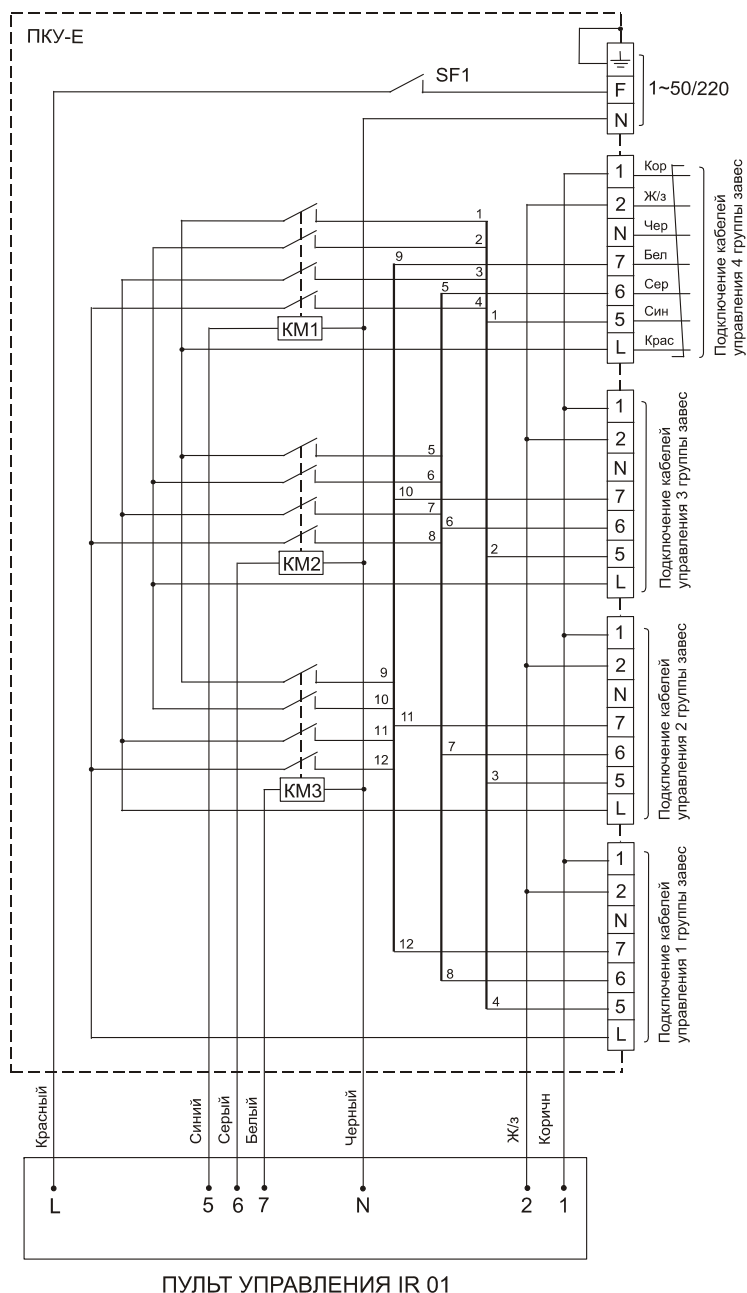 ПКУ-Е
SF1
F
N
1~50/220
1 Кор
2 Ж/з
N Чер
7 Бел
6 Сер
5 Син
L Крас
Подключение кабелей
управления 4 группы завес
1
2
9
3
5
4
1
КМ1
1
2
N
7
6
5
L
Подключение кабелей
управления 3 группы завес
5
6
10
7
6
8
2
КМ2
1
2
N
7
6
5
L
Подключение кабелей
управления 2 группы завес
9
10
11
11
7
12
3
КМ3
1
2
N
7
6
5
L
Подключение кабелей
управления 1 группы завес
12
8
4
Красный
Синий
Серый
Белый
Черный
Ж/з
Коричн
L 5 6 7 N 2 1
ПУЛЬТ УПРАВЛЕНИЯ IR 01